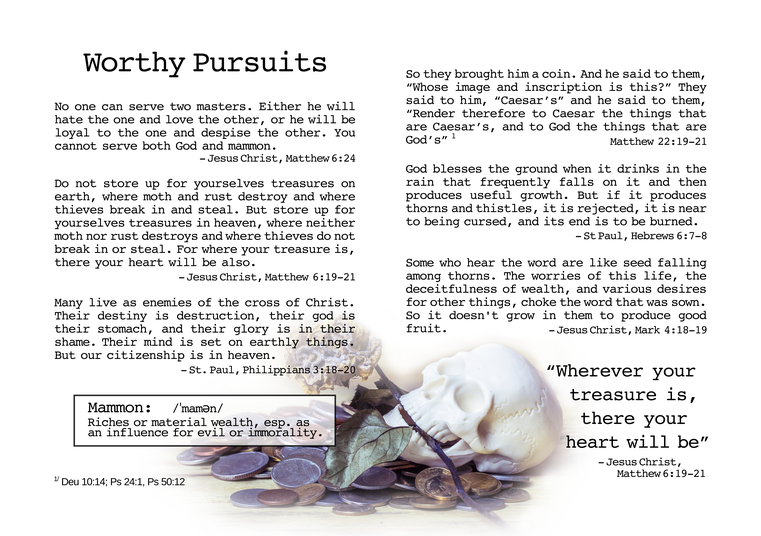 Worthy Pursuits
No one can serve two masters. Either he will
hate the one and love the other, or he will be
loyal to the one and despise the other. You
cannot serve both God and mammon.
– Jesus Christ, Matthew 6:24
Do not store up for yourselves treasures on
earth, where moth and rust destroy and where
thieves break in and steal. But store up for
yourselves treasures in heaven, where neither
moth nor rust destroys and where thieves do not
break in or steal. For where your treasure is,
there your heart will be also.
– Jesus Christ, Matthew 6:19-21
Many live as enemies of the cross of Christ.
Their destiny is destruction, their god is
their stomach, and their glory is in their
shame. Their mind is set on earthly things.
But our citizenship is in heaven.
– St. Paul, Philippians 3:18-20
Mammon: /ˈmamən/
Riches or material wealth, esp. as
an influence for evil or immorality.
1/ Deu 10:14; Ps 24:1, Ps 50:12
So they brought him a coin. And he said to them,
“Whose image and inscription is this?” They
said to him, “Caesar’s” and he said to them,
“Render therefore to Caesar the things that
are Caesar’s, and to God the things that are
God’s” 1 Matthew 22:19-21
God blesses the ground when it drinks in the
rain that frequently falls on it and then
produces useful growth. But if it produces
thorns and thistles, it is rejected, it is near
to being cursed, and its end is to be burned.
– St Paul, Hebrews 6:7-8
Some who hear the word are like seed falling
among thorns. The worries of this life, the
deceitfulness of wealth, and various desires
for other things, choke the word that was sown.
So it doesn't grow in them to produce good
fruit. – Jesus Christ, Mark 4:18-19
“Wherever your
treasure is,
there your
heart will be”
– Jesus Christ,
Matthew 6:19-21